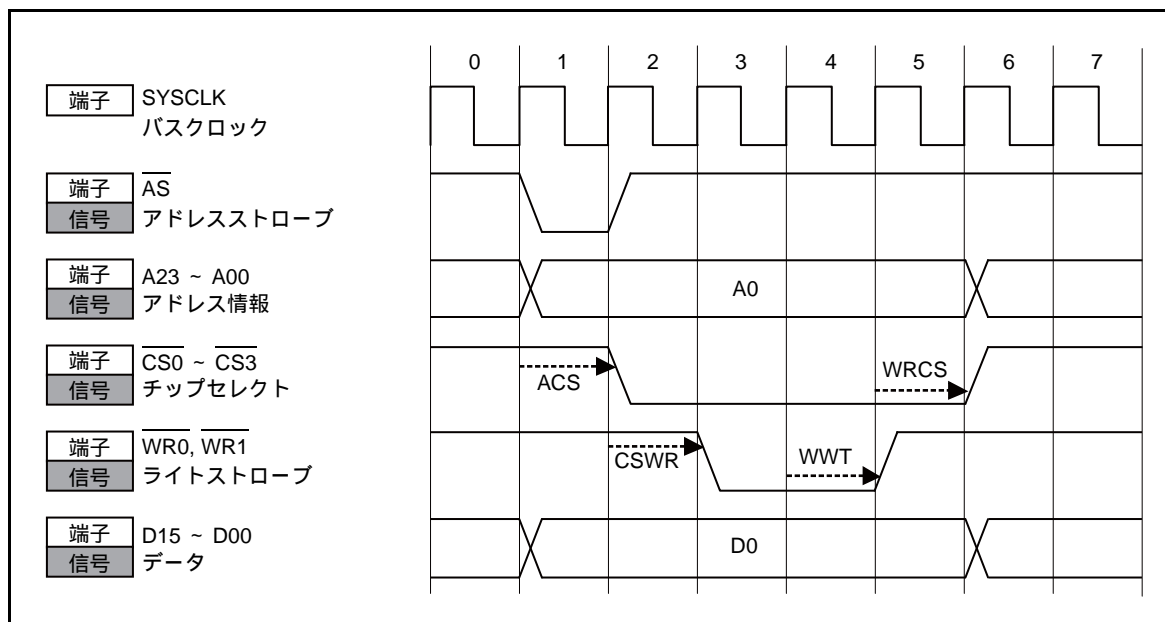 0 1 2 3 4 5 6 7
端子 SYSCLK
バスクロック
端子 AS
信号 アドレスストローブ
端子 A23 ~ A00
信号 アドレス情報
A0
端子 CS0 ~ CS3
信号 チップセレクト
ACS
WRCS
端子 WR0, WR1
信号 ライトストローブ
CSWR
WWT
端子 D15 ~ D00
信号 データ
D0